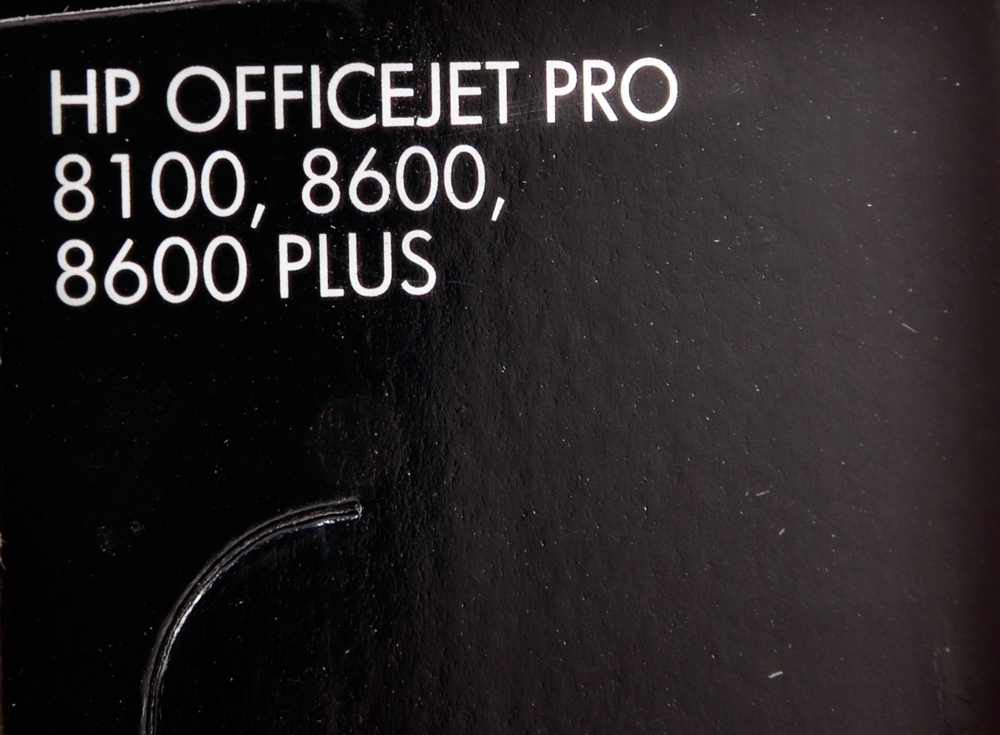 HP OFFICEJET PRO
8100, 8600,
8600 PLUS